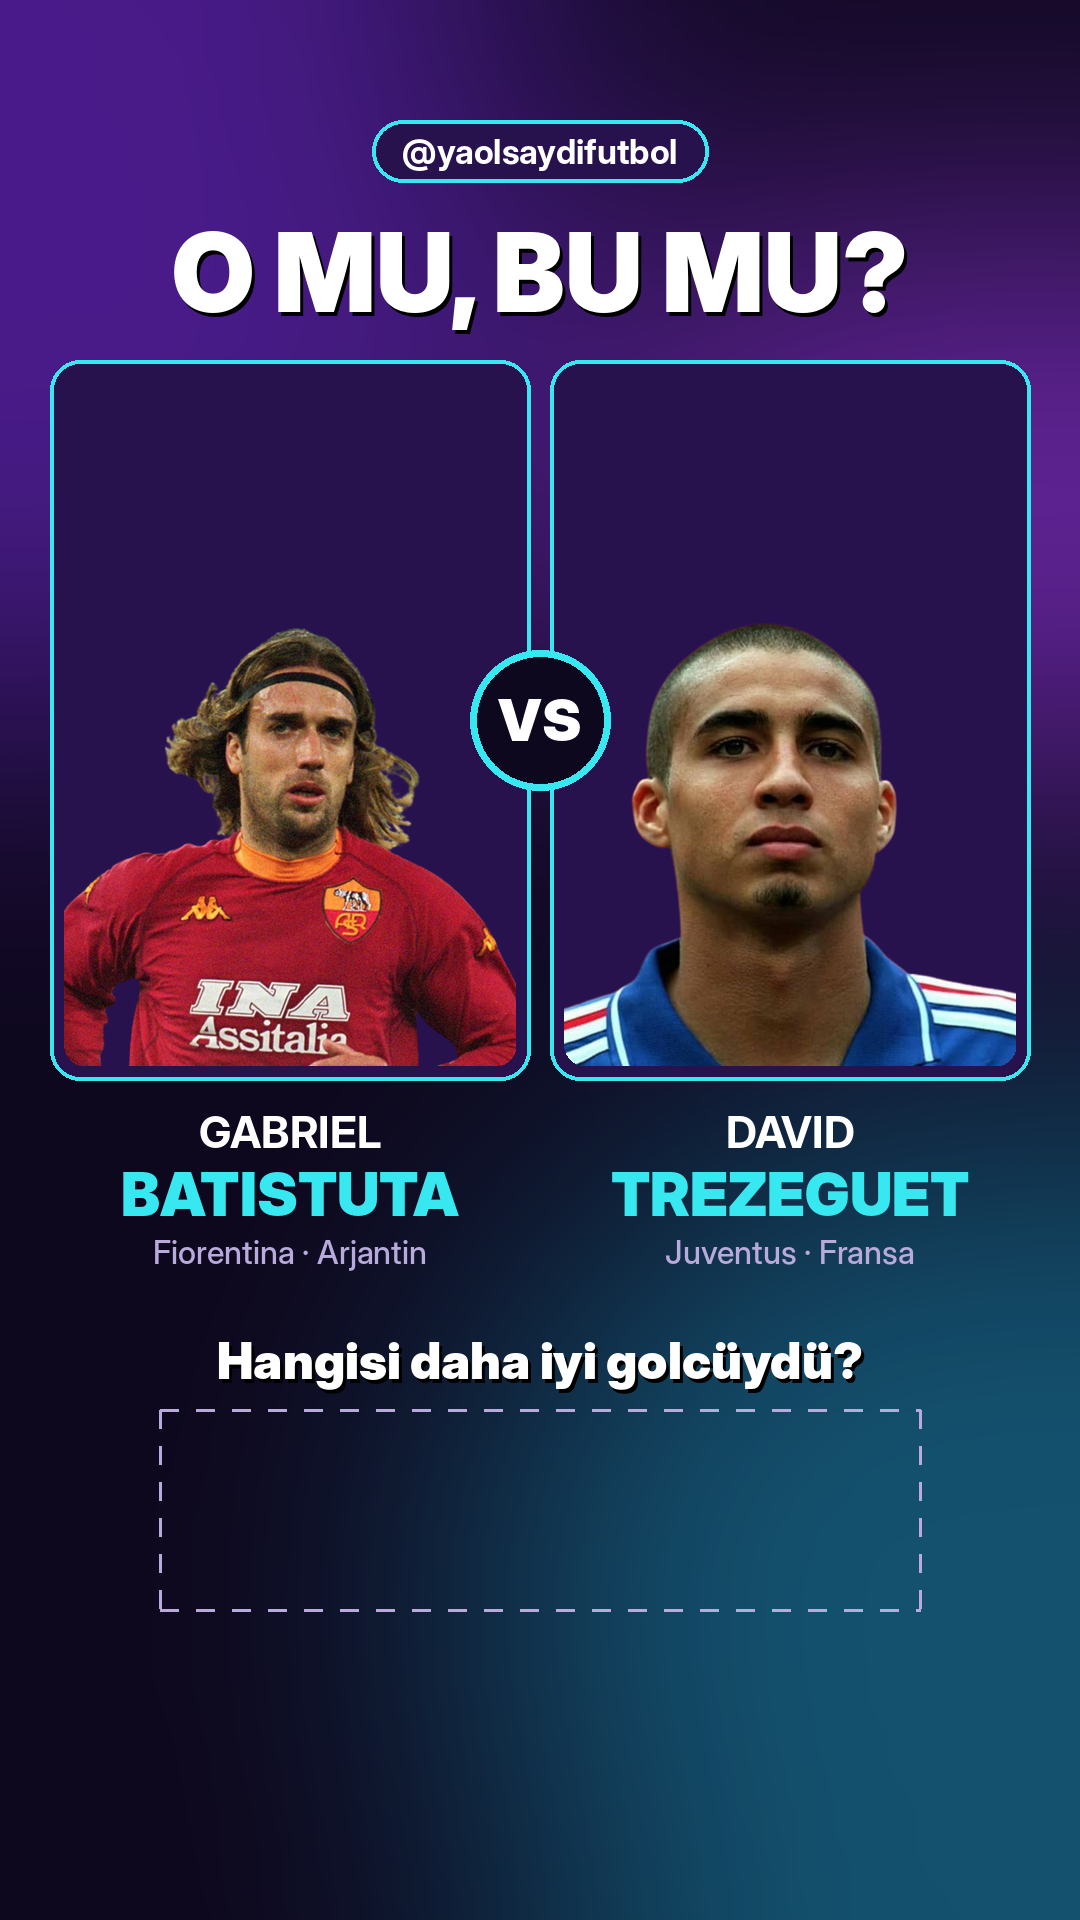 @yaolsaydifutbol
O MU, BU MU?
VS
ASR
INA
Assitalia
GABRIEL
BATISTUTA
Fiorentina · Arjantin
DAVID
TREZEGUET
Juventus · Fransa
Hangisi daha iyi golcüydü?